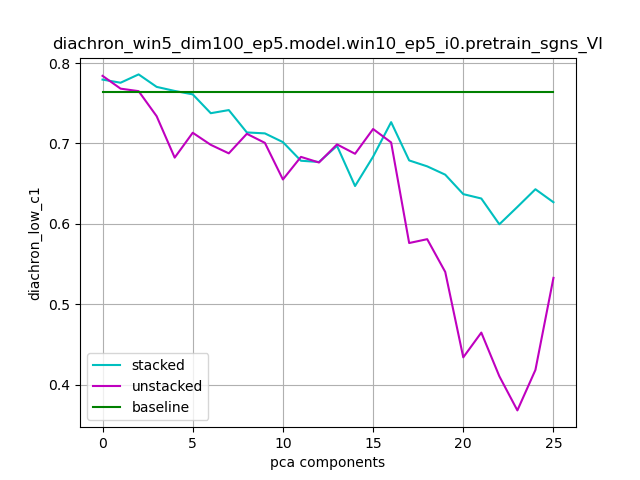 diachron_win5_dim100_ep5.model.win10_ep5_i0.pretrain_sgns_VI
0.8
0.7
0.6
0.5
0.4
diachron_low_c1
stacked
unstacked
baseline
0 5 10 15 20 25
pca components